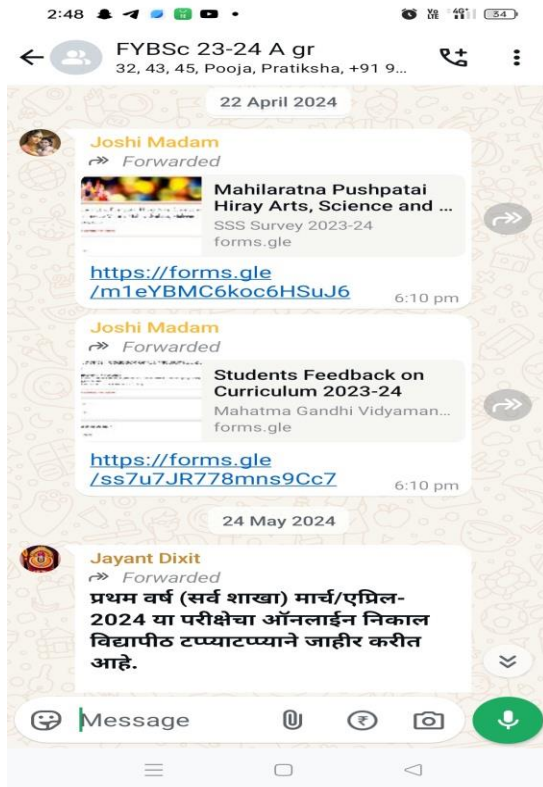 2:48
Vo LTE 4G+ 34
FYBSc 23-24 A gr
32, 43, 45, Pooja, Pratiksha, +91 9...
22 April 2024
Joshi Madam
Forwarded
Mahilaratna Pushpatai
Hiray Arts, Science and ...
SSS Survey 2023-24
forms.gle
https://forms.gle
/m1eYBMC6koc6HSuJ6
6:10 pm
Joshi Madam
Forwarded
Students Feedback on
Curriculum 2023-24
Mahatma Gandhi Vidyaman...
forms.gle
https://forms.gle
/ss7u7JR778mns9Cc7
6:10 pm
24 May 2024
Jayant Dixit
Forwarded
प्रथम वर्ष (सर्व शाखा) मार्च/एप्रिल-
2024 या परीक्षेचा ऑनलाईन निकाल
विद्यापीठ टप्प्याटप्प्याने जाहीर करीत
आहे.
Message